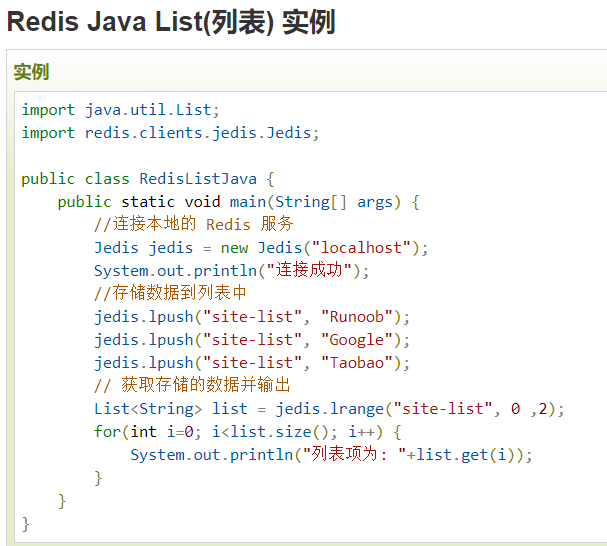 Redis Java List(列表) 实例
实例
import java.util.List;
import redis.clients.jedis.Jedis;
public class RedisListJava {
    public static void main(String[] args) {
        //连接本地的 Redis 服务
        Jedis jedis = new Jedis("localhost");
        System.out.println("连接成功");
        //存储数据到列表中
        jedis.lpush("site-list", "Runoob");
        jedis.lpush("site-list", "Google");
        jedis.lpush("site-list", "Taobao");
        // 获取存储的数据并输出
        List<String> list = jedis.lrange("site-list", 0 ,2);
        for(int i=0; i<list.size(); i++) {
            System.out.println("列表项为: "+list.get(i));
        }
    }
}